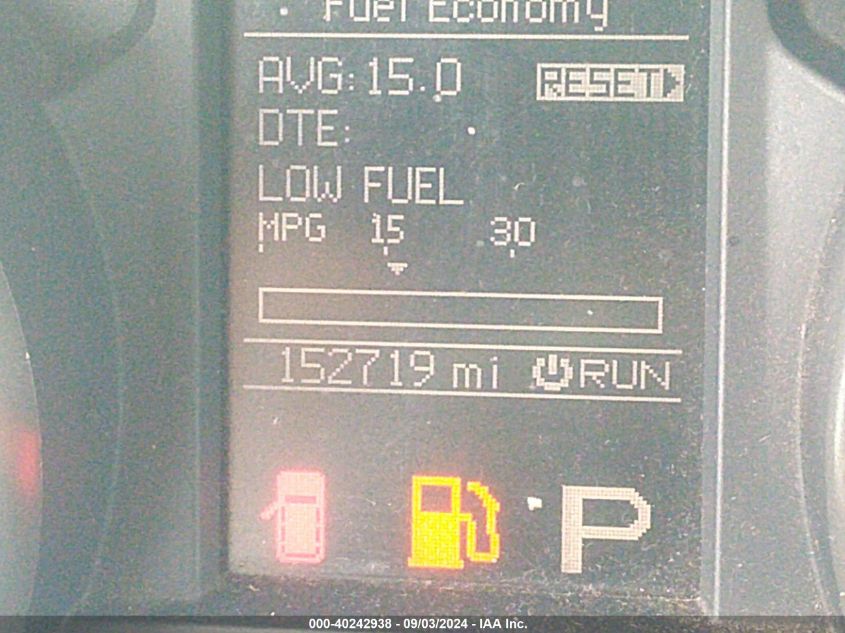 Fuel Economy
AVG: 15.0 RESET
DTE:
LOW FUEL
MPG 15 30
152719 mi RUN
P
000-40242938 - 09/03/2024 - IAA Inc.